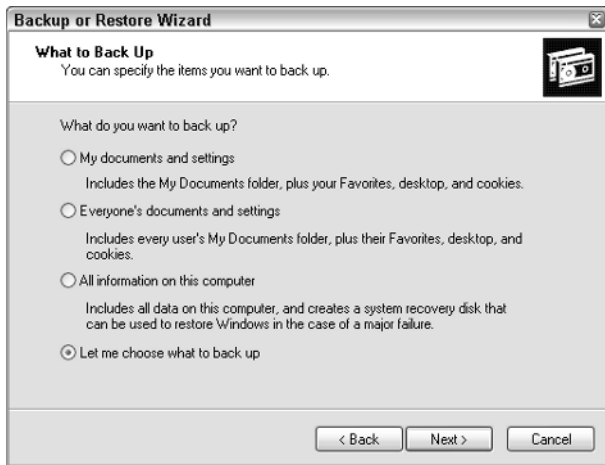 Backup or Restore Wizard
What to Back Up
You can specify the items you want to back up.
What do you want to back up?
My documents and settings
Includes the My Documents folder, plus your Favorites, desktop, and cookies.
Everyone's documents and settings
Includes every user's My Documents folder, plus their Favorites, desktop, and
cookies.
All information on this computer
Includes all data on this computer, and creates a system recovery disk that
can be used to restore Windows in the case of a major failure.
Let me choose what to back up
< Back Next > Cancel